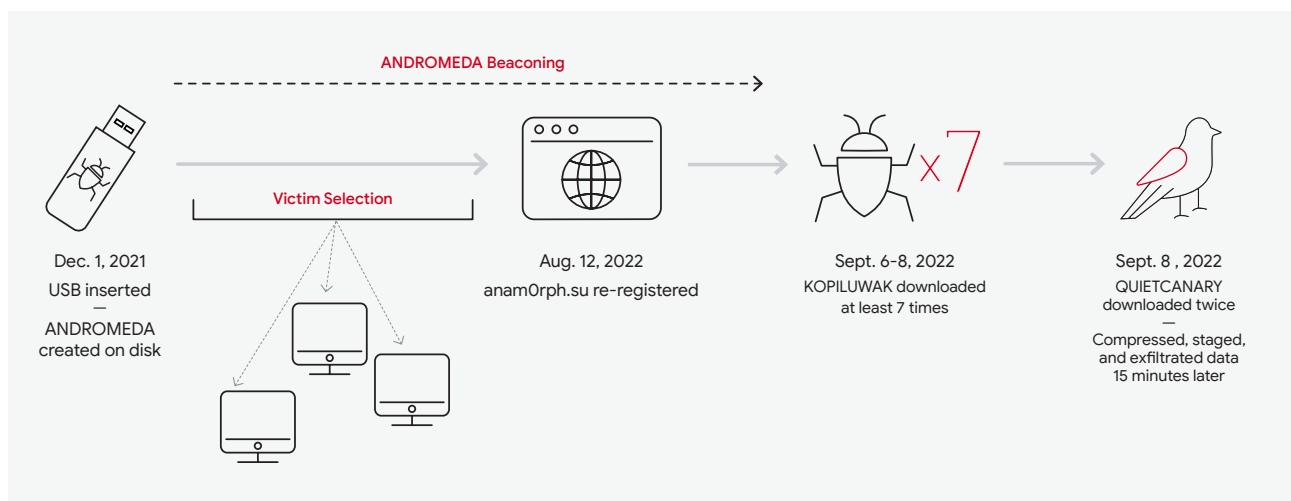 ANDROMEDA Beaconing
Victim Selection
x7
Dec. 1, 2021
USB inserted
—
ANDROMEDA
created on disk
Aug. 12, 2022
anam0rph.su re-registered
Sept. 6-8, 2022
KOPILUWAK downloaded
at least 7 times
Sept. 8 , 2022
QUIETCANARY
downloaded twice
—
Compressed, staged,
and exfiltrated data
15 minutes later